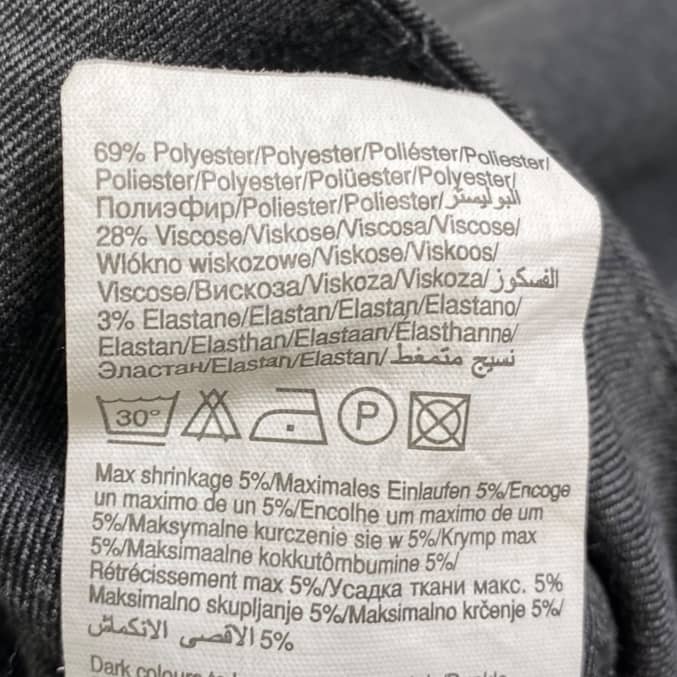 69% Polyester/Polyester/Poliéster/Poliester/
Poliester/Polyester/Polüester/Polyester/
Полиэфир/Poliester/Poliester/البوليستر
28% Viscose/Viskose/Viscosa/Viscose/
Wlókno wiskozowe/Viskose/Viskoos/
Viscose/Вискоза/Viskoza/Viskoza/الفسكوز
3% Elastane/Elastan/Elastan/Elastano/
Elastan/Elasthan/Elastaan/Elasthanne/
Эластан/Elastan/Elastan/نسيج متمغط
30° P
Max shrinkage 5%/Maximales Einlaufen 5%/Encoge
un maximo de un 5%/Encolhe um maximo de um
5%/Maksymalne kurczenie sie w 5%/Krymp max
5%/Maksimaalne kokkutõmbumine 5%/
Rétrécissement max 5%/Усадка ткани макс. 5%
Maksimalno skupljanje 5%/Maksimalno krčenje 5%/
الأقصى الانكماش 5%
Dark colours